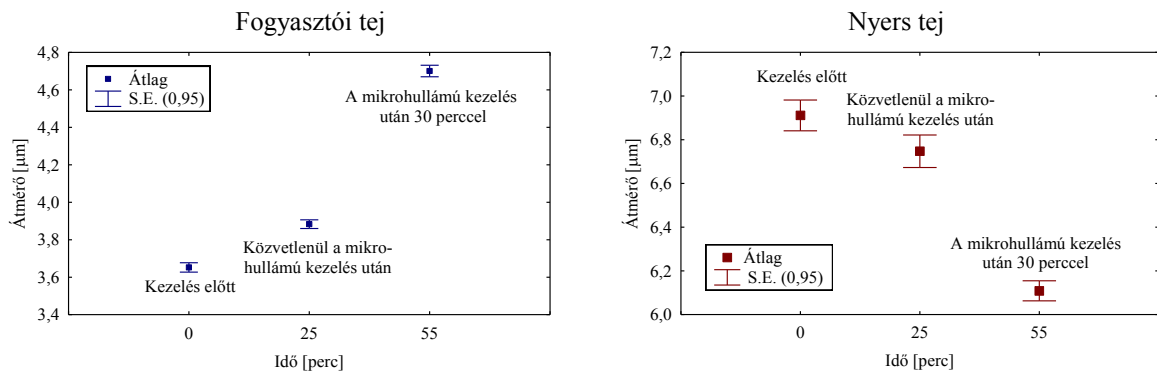 Fogyasztói tej
4,8
4,6
4,4
4,2
4,0
3,8
3,6
3,4
Átmérő [µm]
Átlag
S.E. (0,95)
A mikrohullámú kezelés
után 30 perccel
Közvetlenül a mikro-
hullámú kezelés után
Kezelés előtt
0
25
55
Idő [perc]
Nyers tej
7,2
7,0
6,8
6,6
6,4
6,2
6,0
Átmérő [µm]
Kezelés előtt
Közvetlenül a mikro-
hullámú kezelés után
A mikrohullámú kezelés
után 30 perccel
Átlag
S.E. (0,95)
0
25
55
Idő [perc]